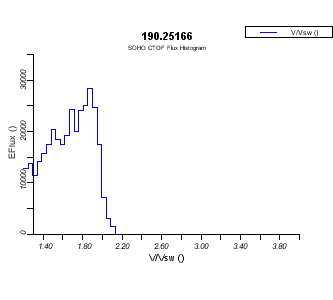 V/Vsw ()
190.25166
SOHO CTOF Flux Histogram
EFlux ()
30000
20000
10000
0
1.40 1.80 2.20 2.60 3.00 3.40 3.80
V/Vsw ()